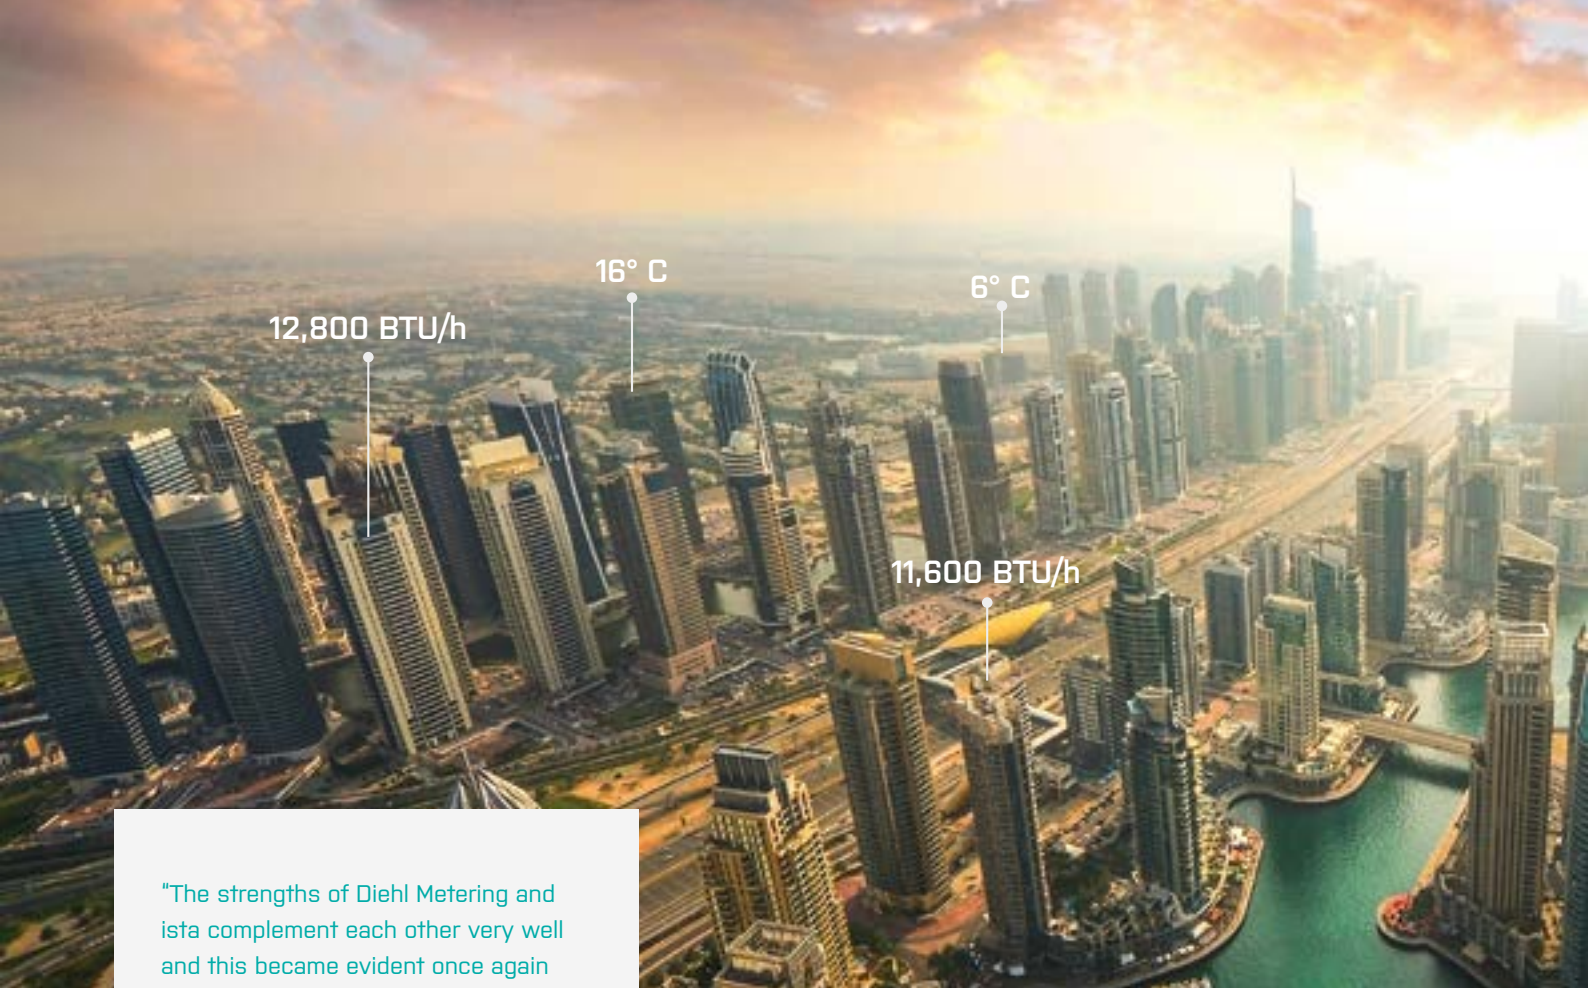 16° C
6° C
12,800 BTU/h
11,600 BTU/h
“The strengths of Diehl Metering and
ista complement each other very well
and this became evident once again